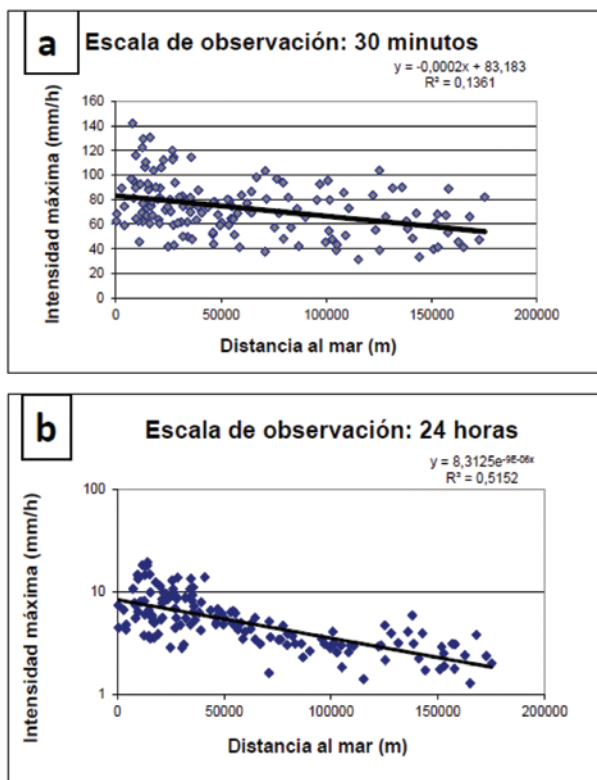 a
Escala de observación: 30 minutos
y = -0,0002x + 83,183
R² = 0,1361
Intensidad máxima (mm/h)
160
140
120
100
80
60
40
20
0
0 50000 100000 150000 200000
Distancia al mar (m)
b
Escala de observación: 24 horas
y = 8,3125e-9E-06x
R² = 0,5152
Intensidad máxima (mm/h)
100
10
1
0 50000 100000 150000 200000
Distancia al mar (m)